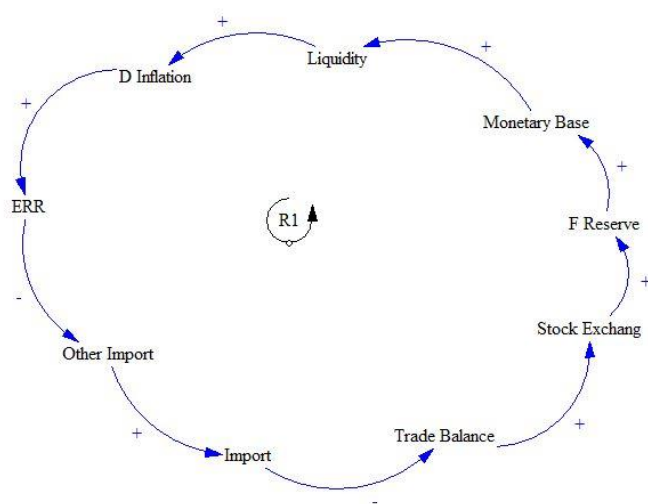 +
Liquidity
+
D Inflation
+
Monetary Base
+
+
ERR
R1
F Reserve
+
-
Stock Exchang
Other Import
+
Trade Balance
+
Import
-